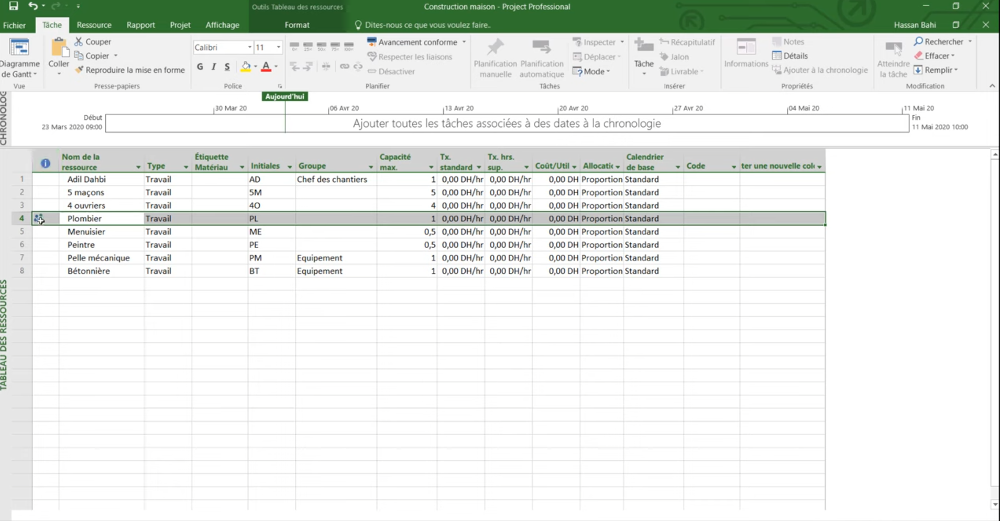 Outils Tableau des ressources
Construction maison - Project Professional
Fichier Tâche Ressource Rapport Projet Affichage Format Dites-nous ce que vous voulez faire.. Hassan Bahi
Diagramme de Gantt
Vue
Coller
Couper
Copier
Reproduire la mise en forme
Presse-papiers
Calibri 11
G I S A
Police
0× 25× 50× 75× 100×
Avancement conforme
Respecter les liaisons
Désactiver
Planifier
Planification manuelle
Planification automatique
Inspecter
Déplacer
Mode
Tâches
Tâche
Récapitulatif
Jalon
Livrable
Insérer
Informations
Notes
Détails
Ajouter à la chronologie
Propriétés
Atteindre la tâche
Rechercher
Effacer
Remplir
Modification
CHRONOLOG
Aujourd'hui
30 Mar 20 06 Avr 20 13 Avr 20 20 Avr 20 27 Avr 20 04 Mai 20 11 Mai 20
Début
23 Mars 2020 09:00
Ajouter toutes les tâches associées à des dates à la chronologie
Fin
11 Mai 2020 10:00
TABLEAU DES RESSOURCES
Nom de la ressource Type Étiquette Matériau Initiales Groupe Capacité max. Tx. standard Tx. hrs. sup. Coût/Util Allocatic Calendrier de base Code ter une nouvelle col
1 Adil Dahbi Travail AD Chef des chantiers 1 0,00 DH/hr 0,00 DH/hr 0,00 DH Proportion Standard
2 5 maçons Travail 5M 5 0,00 DH/hr 0,00 DH/hr 0,00 DH Proportion Standard
3 4 ouvriers Travail 4O 4 0,00 DH/hr 0,00 DH/hr 0,00 DH Proportion Standard
4 Plombier Travail PL 1 0,00 DH/hr 0,00 DH/hr 0,00 DH Proportion Standard
5 Menuisier Travail ME 0,5 0,00 DH/hr 0,00 DH/hr 0,00 DH Proportion Standard
6 Peintre Travail PE 0,5 0,00 DH/hr 0,00 DH/hr 0,00 DH Proportion Standard
7 Pelle mécanique Travail PM Equipement 1 0,00 DH/hr 0,00 DH/hr 0,00 DH Proportion Standard
8 Bétonnière Travail BT Equipement 1 0,00 DH/hr 0,00 DH/hr 0,00 DH Proportion Standard